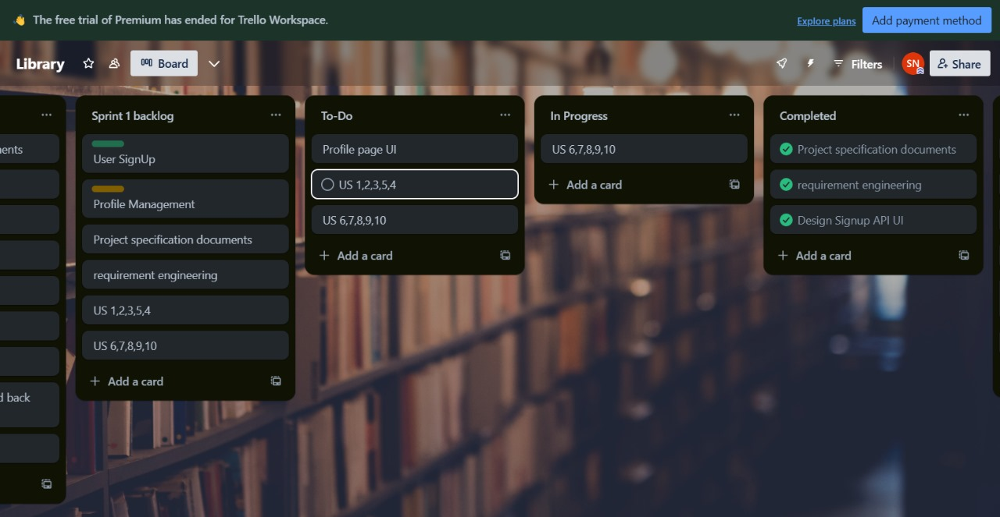 👋 The free trial of Premium has ended for Trello Workspace.
Explore plans
Add payment method
Library
Board
Filters
SN
Share
ents
d back
Sprint 1 backlog
User SignUp
Profile Management
Project specification documents
requirement engineering
US 1,2,3,5,4
US 6,7,8,9,10
+ Add a card
To-Do
Profile page UI
US 1,2,3,5,4
US 6,7,8,9,10
+ Add a card
In Progress
US 6,7,8,9,10
+ Add a card
Completed
Project specification documents
requirement engineering
Design Signup API UI
+ Add a card